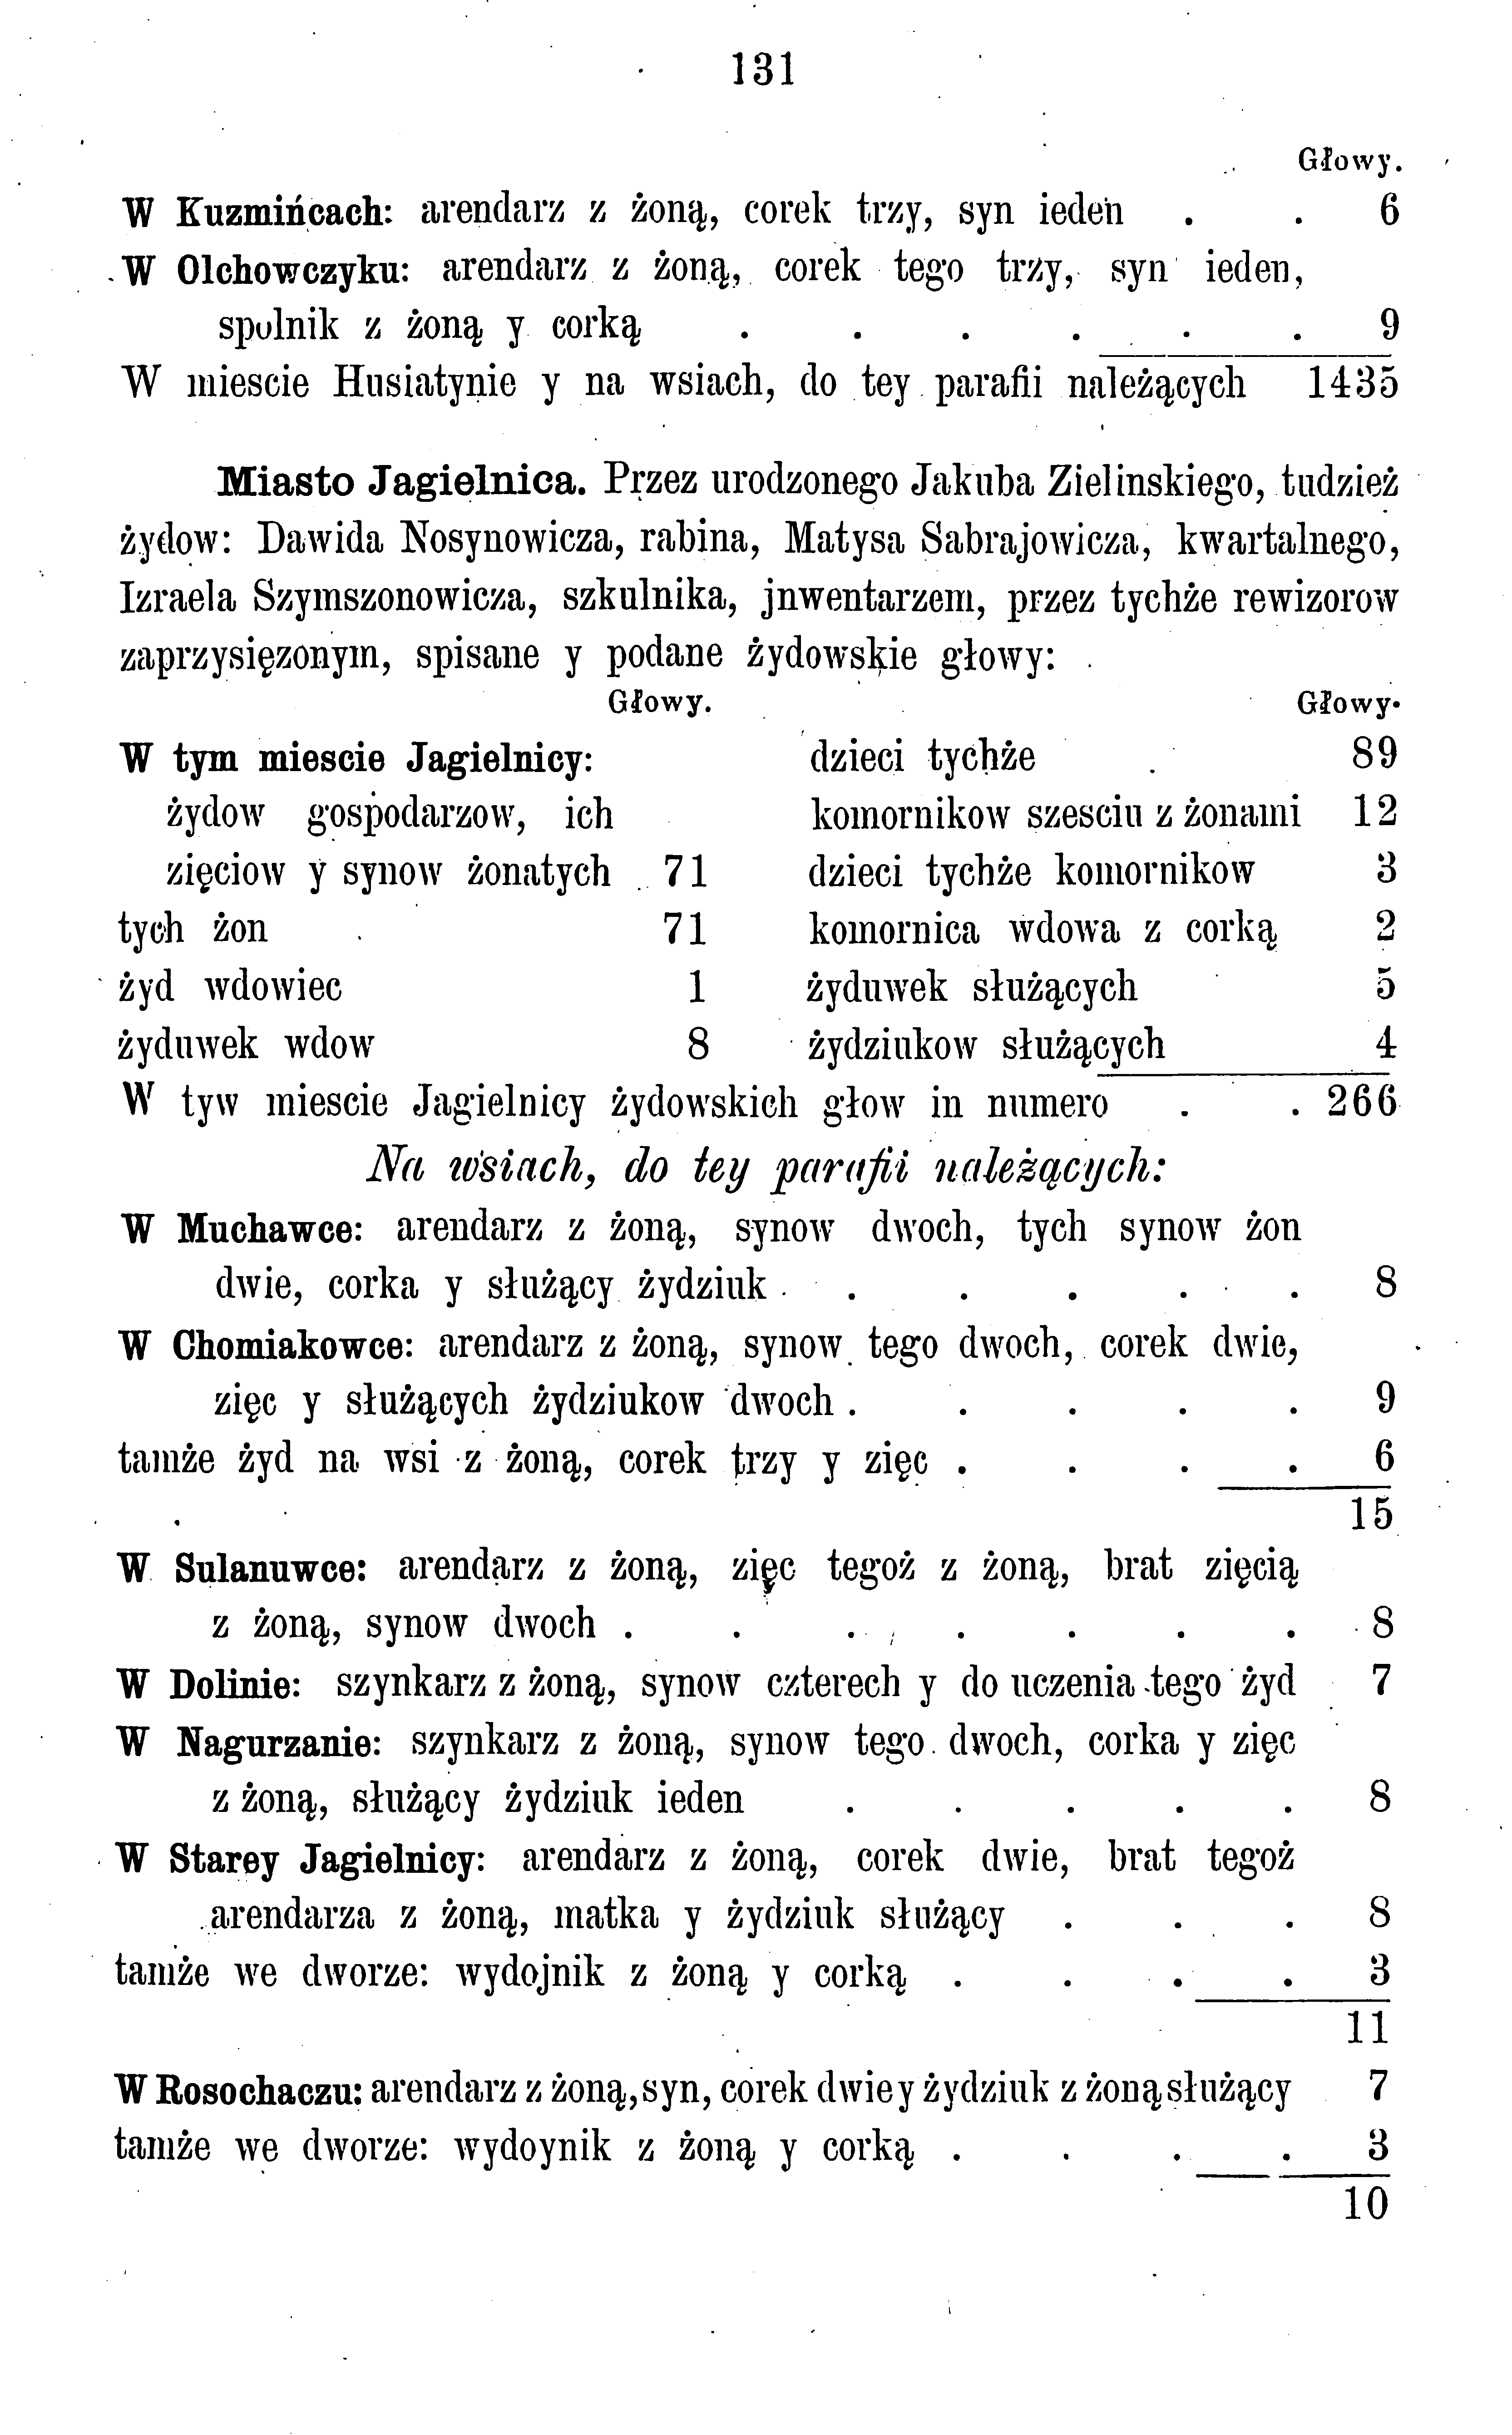 131
Głowy.
W Kuzmińcach: arendarz z żoną, corek trzy, syn ieden . . 6
W Olchowczyku: arendarz z żoną, corek tego trzy, syn ieden,
spolnik z żoną y corką . . . . . . 9
W miescie Husiatynie y na wsiach, do tey parafii należących 1435
Miasto Jagielnica. Przez urodzonego Jakuba Zielinskiego, tudzież
żydow: Dawida Nosynowicza, rabina, Matysa Sabrajowicza, kwartalnego,
Izraela Szymszonowicza, szkulnika, jnwentarzem, przez tychże rewizorow
zaprzysięzonym, spisane y podane żydowskie głowy:
Głowy.
W tym miescie Jagielnicy:
żydow gospodarzow, ich
zięciow y synow żonatych 71
tych żon 71
żyd wdowiec 1
żyduwek wdow 8
Głowy.
dzieci tychże 89
komornikow szesciu z żonami 12
dzieci tychże komornikow 3
komornica wdowa z corką 2
żyduwek służących 5
żydziukow służących 4
W tyw miescie Jagielnicy żydowskich głow in numero . . 266
Na wsiach, do tey parafii należących:
W Muchawce: arendarz z żoną, synow dwoch, tych synow żon
dwie, corka y służący żydziuk . . . . . 8
W Chomiakowce: arendarz z żoną, synow tego dwoch, corek dwie,
zięc y służących żydziukow dwoch . . . . . 9
tamże żyd na wsi z żoną, corek trzy y zięc . . . . 6
15
W Sulanuwce: arendarz z żoną, zięc tegoż z żoną, brat zięcią
z żoną, synow dwoch . . . . . . . 8
W Dolinie: szynkarz z żoną, synow czterech y do uczenia tego żyd 7
W Nagurzanie: szynkarz z żoną, synow tego dwoch, corka y zięc
z żoną, służący żydziuk ieden . . . . . 8
W Starey Jagielnicy: arendarz z żoną, corek dwie, brat tegoż
arendarza z żoną, matka y żydziuk służący . . . 8
tamże we dworze: wydojnik z żoną y corką . . . . 3
11
W Rosochaczu: arendarz z żoną, syn, corek dwie y żydziuk z żoną służący 7
tamże we dworze: wydoynik z żoną y corką . . . . 3
10